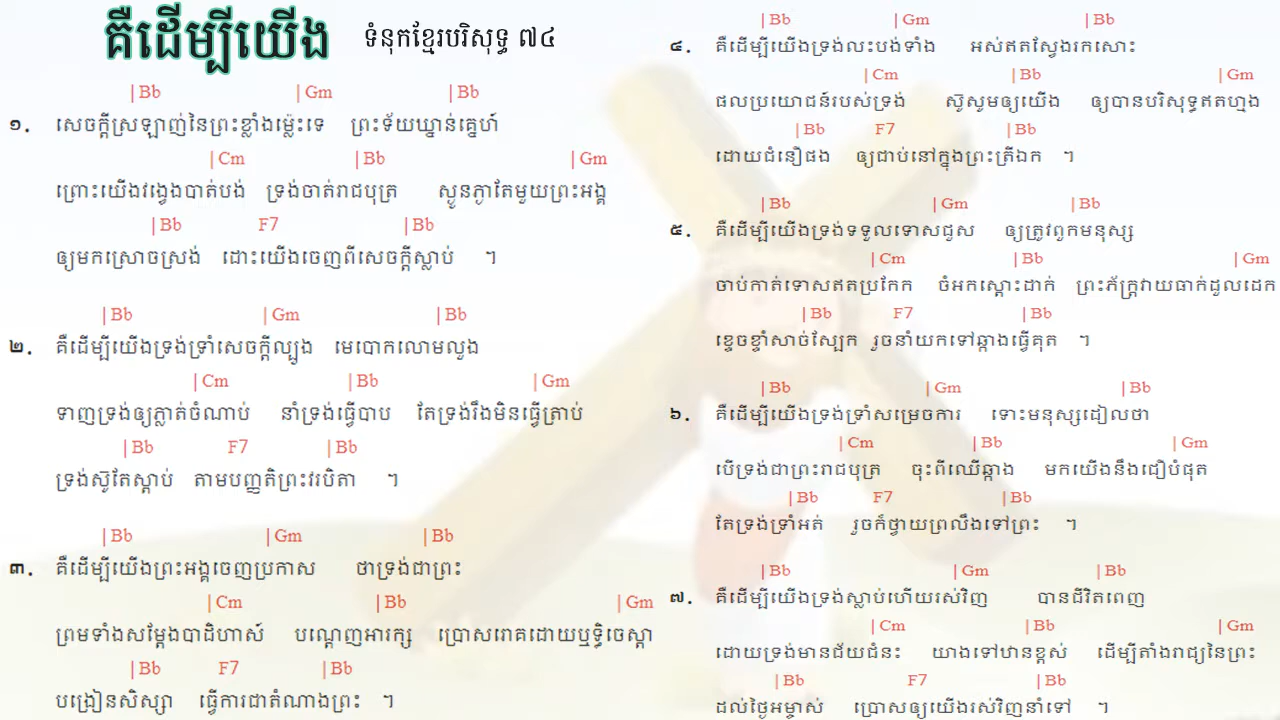 គឺដើម្បីយើង ទំនុកខ្មែរបរិសុទ្ធ ៧៤
|Bb |Gm |Bb
១. សេចក្ដីស្រឡាញ់នៃព្រះខ្លាំងម្ល៉េះទេ ព្រះទ័យឃ្នាន់គ្នេហ៍
|Cm |Bb |Gm
ព្រោះយើងវង្វេងបាត់បង់ ទ្រង់ចាត់រាជបុត្រ ស្ងួនភ្ងាតែមួយព្រះអង្គ
|Bb F7 |Bb
ឲ្យមកស្រោចស្រង់ ដោះយើងចេញពីសេចក្ដីស្លាប់ ។
|Bb |Gm |Bb
២. គឺដើម្បីយើងទ្រង់ទ្រាំសេចក្ដីល្បួង មេបោកលោមលួង
|Cm |Bb |Gm
ទាញទ្រង់ឲ្យភ្លាត់ចំណាប់ នាំទ្រង់ធ្វើបាប តែទ្រង់រឹងមិនធ្វើត្រាប់
|Bb F7 |Bb
ទ្រង់ស៊ូតែស្ដាប់ តាមបញ្ញតិព្រះវរបិតា ។
|Bb |Gm |Bb
៣. គឺដើម្បីយើងព្រះអង្គចេញប្រកាស ថាទ្រង់ជាព្រះ
|Cm |Bb |Gm
ព្រមទាំងសម្ដែងបាដិហាស៍ បណ្ដេញអារក្ស ប្រោសរោគដោយឬទ្ធិចេស្ដា
|Bb F7 |Bb
បង្រៀនសិស្សា ធ្វើការជាតំណាងព្រះ ។
|Bb |Gm |Bb
៤. គឺដើម្បីយើងទ្រង់លះបង់ទាំង អស់ឥតស្វែងរកសោះ
|Cm |Bb |Gm
ផលប្រយោជន៍របស់ទ្រង់ ស៊ូសូមឲ្យយើង ឲ្យបានបរិសុទ្ធឥតហ្មង
|Bb F7 |Bb
ដោយជំនឿផង ឲ្យជាប់នៅក្នុងព្រះត្រីឯក ។
|Bb |Gm |Bb
៥. គឺដើម្បីយើងទ្រង់ទទួលទោសជួស ឲ្យត្រូវពួកមនុស្ស
|Cm |Bb |Gm
ចាប់កាត់ទោសឥតប្រកែក ចំអកស្ដោះដាក់ ព្រះភ័ក្ត្រវាយធាក់ដួលដេក
|Bb F7 |Bb
ខ្ទេចខ្ទាំសាច់ស្បែក រួចនាំយកទៅឆ្កាងធ្វើគុត ។
|Bb |Gm |Bb
៦. គឺដើម្បីយើងទ្រង់ទ្រាំសម្រេចការ ទោះមនុស្សដៀលថា
|Cm |Bb |Gm
បើទ្រង់ជាព្រះរាជបុត្រ ចុះពីឈើឆ្កាង មកយើងនឹងជឿបំផុត
|Bb F7 |Bb
តែទ្រង់ទ្រាំអត់ រួចក៏ថ្វាយព្រលឹងទៅព្រះ ។
|Bb |Gm |Bb
៧. គឺដើម្បីយើងទ្រង់ស្លាប់ហើយរស់វិញ បានជីវិតពេញ
|Cm |Bb |Gm
ដោយទ្រង់មានជ័យជំនះ យាងទៅឋានខ្ពស់ ដើម្បីតាំងរាជ្យនៃព្រះ
|Bb F7 |Bb
ដល់ថ្ងៃអម្ចាស់ ប្រោសឲ្យយើងរស់វិញនាំទៅ ។